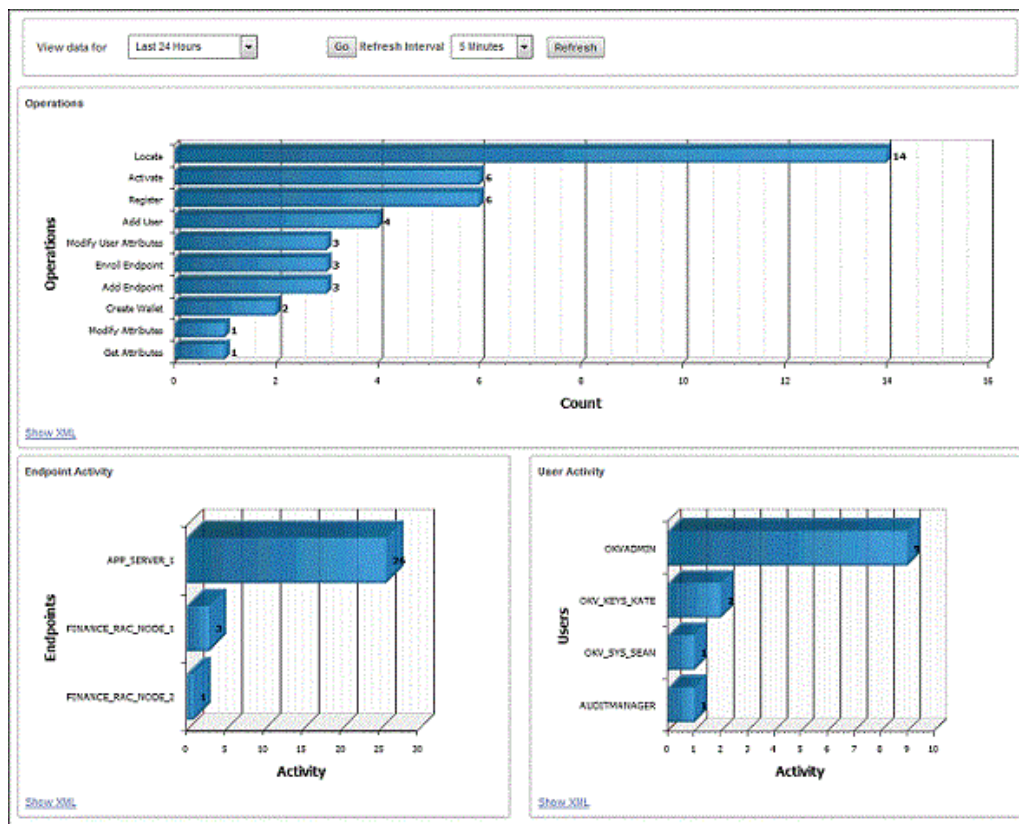 View data for Last 24 Hours Go Refresh Interval 5 Minutes Refresh
Operations
Operations
Locate 14
Activate 6
Register 6
Add User 4
Modify User Attributes 3
Enroll Endpoint 3
Add Endpoint 3
Create Wallet 2
Modify Attributes 1
Get Attributes 1
0 2 4 6 8 10 12 14 16
Count
Show XML
Endpoint Activity
Endpoints
APP_SERVER_1 26
FINANCE_RAC_NODE_1 3
FINANCE_RAC_NODE_2 1
0 5 10 15 20 25 30
Activity
Show XML
User Activity
Users
OKVADMIN 9
OKV_KEYS_KATE 2
OKV_SYS_SEAN 1
AUDITMANAGER 1
0 1 2 3 4 5 6 7 8 9 10
Activity
Show XML